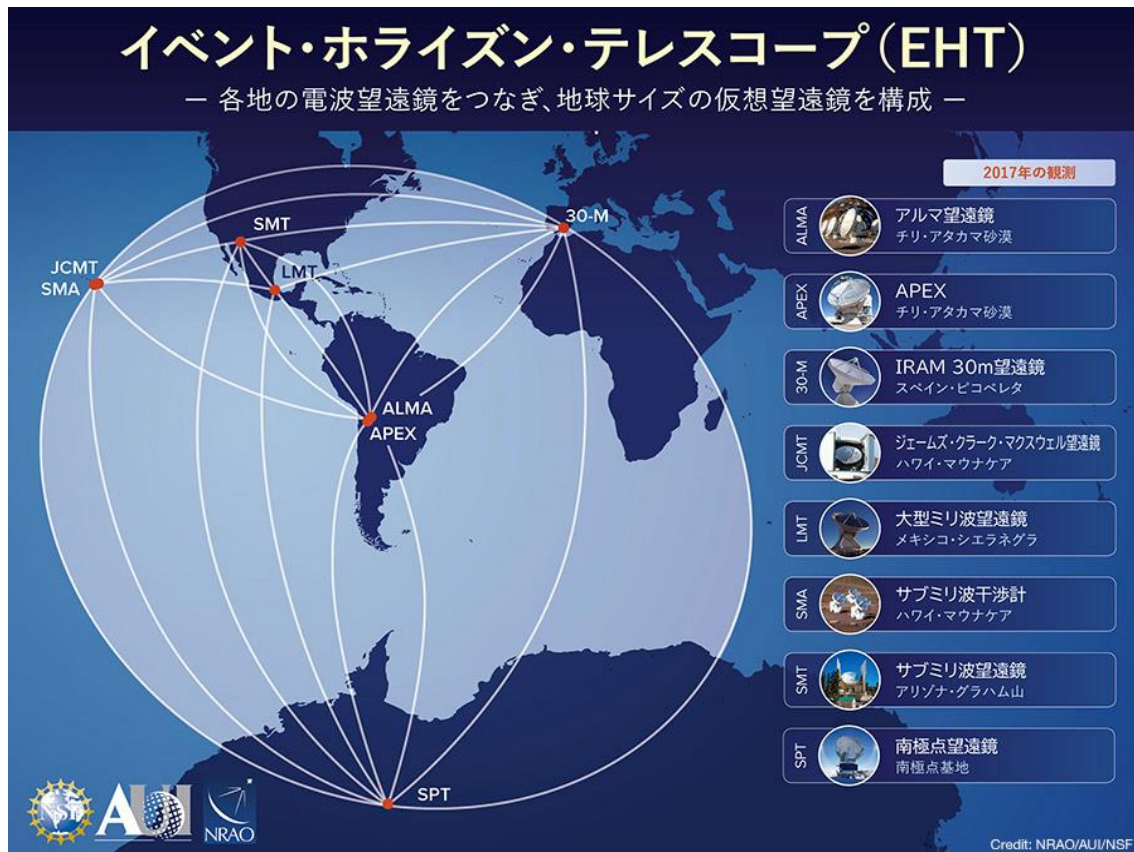 イベント・ホライズン・テレスコープ(EHT)
― 各地の電波望遠鏡をつなぎ、地球サイズの仮想望遠鏡を構成 ―
2017年の観測
SMT
30-M
JCMT
SMA
LMT
ALMA
APEX
SPT
ALMA
アルマ望遠鏡
チリ・アタカマ砂漠
APEX
APEX
チリ・アタカマ砂漠
30-M
IRAM 30m望遠鏡
スペイン・ピコベレタ
JCMT
ジェームズ・クラーク・マクスウェル望遠鏡
ハワイ・マウナケア
LMT
大型ミリ波望遠鏡
メキシコ・シエラネグラ
SMA
サブミリ波干渉計
ハワイ・マウナケア
SMT
サブミリ波望遠鏡
アリゾナ・グラハム山
SPT
南極点望遠鏡
南極点基地
NSF
AUI
NRAO
Credit: NRAO/AUI/NSF